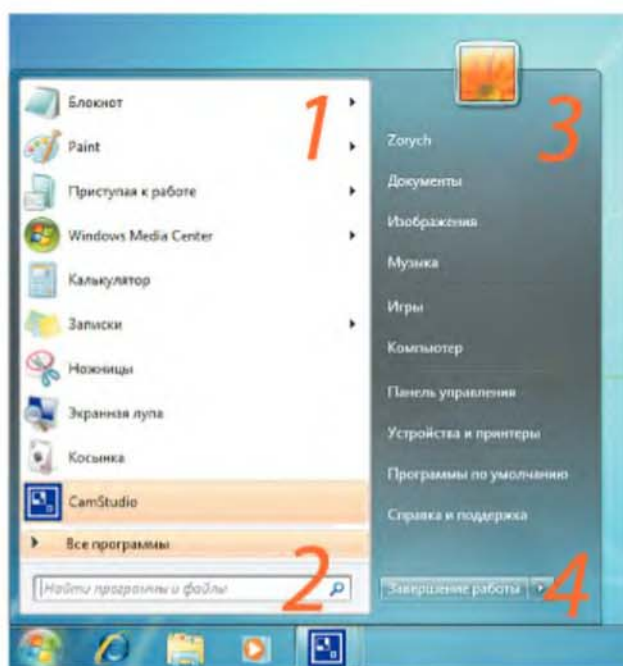 Блокнот
Paint
Приступая к работе
Windows Media Center
Калькулятор
Записки
Ножницы
Экранная лупа
Косынка
CamStudio
Все программы
Найти программы и файлы
1
2
Zorych
Документы
Изображения
Музыка
Игры
Компьютер
Панель управления
Устройства и принтеры
Программы по умолчанию
Справка и поддержка
Завершение работы
3
4